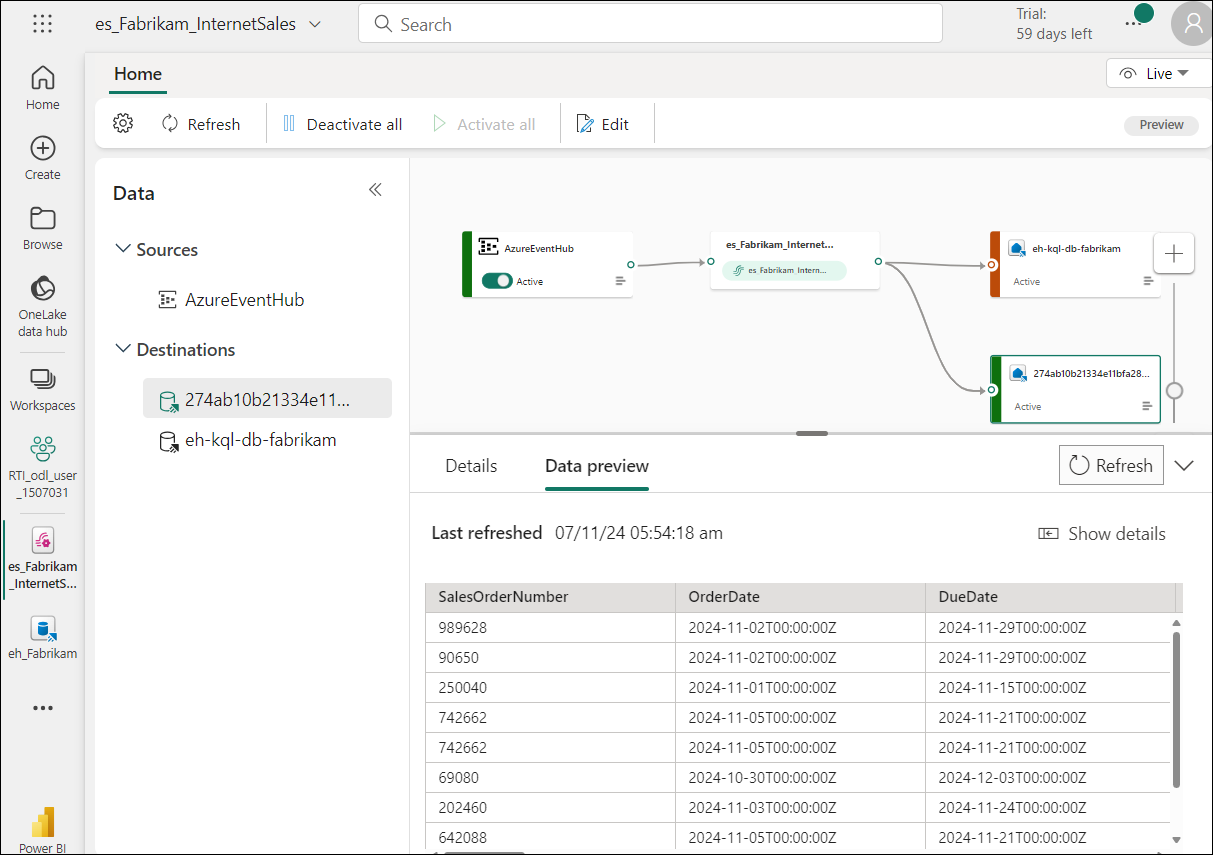 es_Fabrikam_InternetSales
Search
Trial:
59 days left
Home
Live
Refresh
Deactivate all
Activate all
Edit
Preview
Home
Create
Browse
OneLake
data hub
Workspaces
RTI_odl_user
_1507031
es_Fabrikam
_InternetS...
eh_Fabrikam
Power BI
Data
Sources
AzureEventHub
Destinations
274ab10b21334e11...
eh-kql-db-fabrikam
AzureEventHub
Active
es_Fabrikam_Internet...
es_Fabrikam_Intern...
eh-kql-db-fabrikam
Active
274ab10b21334e11bfa28...
Active
Details
Data preview
Refresh
Last refreshed 07/11/24 05:54:18 am
Show details
SalesOrderNumber OrderDate DueDate
989628 2024-11-02T00:00:00Z 2024-11-29T00:00:00Z
90650 2024-11-02T00:00:00Z 2024-11-29T00:00:00Z
250040 2024-11-01T00:00:00Z 2024-11-15T00:00:00Z
742662 2024-11-05T00:00:00Z 2024-11-21T00:00:00Z
742662 2024-11-05T00:00:00Z 2024-11-21T00:00:00Z
69080 2024-10-30T00:00:00Z 2024-12-03T00:00:00Z
202460 2024-11-03T00:00:00Z 2024-11-24T00:00:00Z
642088 2024-11-05T00:00:00Z 2024-11-21T00:00:00Z